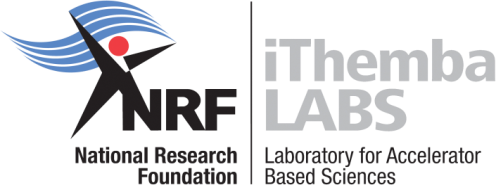 NRF
National Research
Foundation
iThemba
LABS
Laboratory for Accelerator
Based Sciences